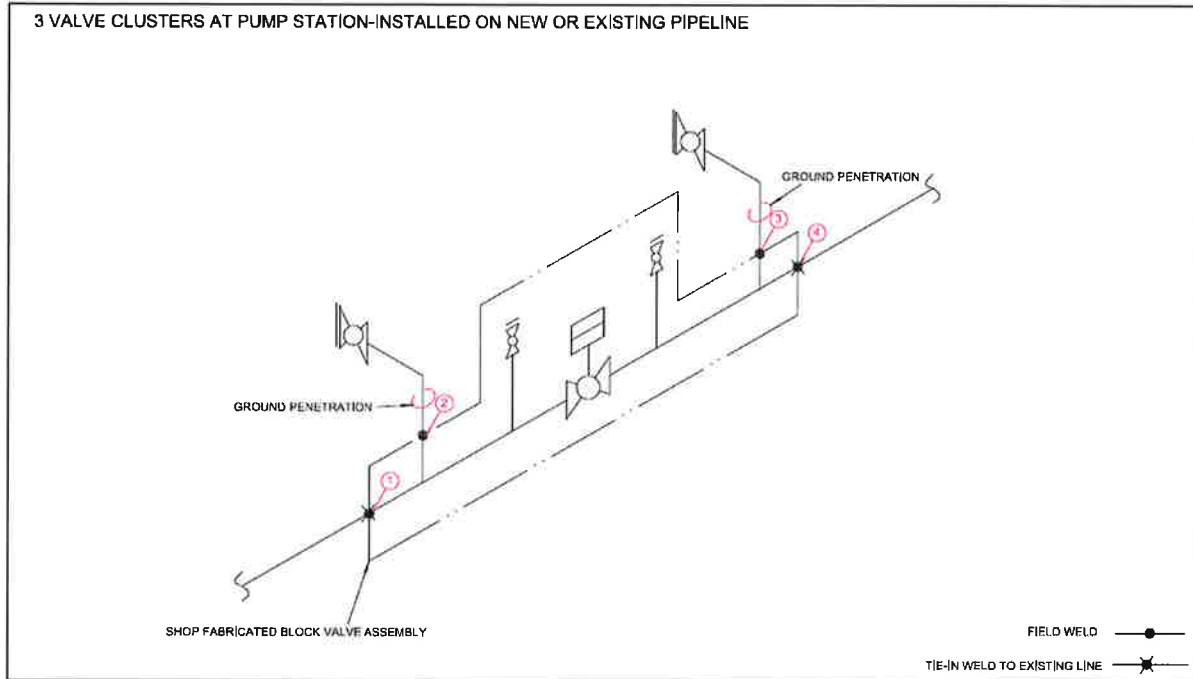 3 VALVE CLUSTERS AT PUMP STATION-INSTALLED ON NEW OR EXISTING PIPELINE
GROUND PENETRATION
3
4
GROUND PENETRATION
2
1
SHOP FABRICATED BLOCK VALVE ASSEMBLY
FIELD WELD
TIE-IN WELD TO EXISTING LINE